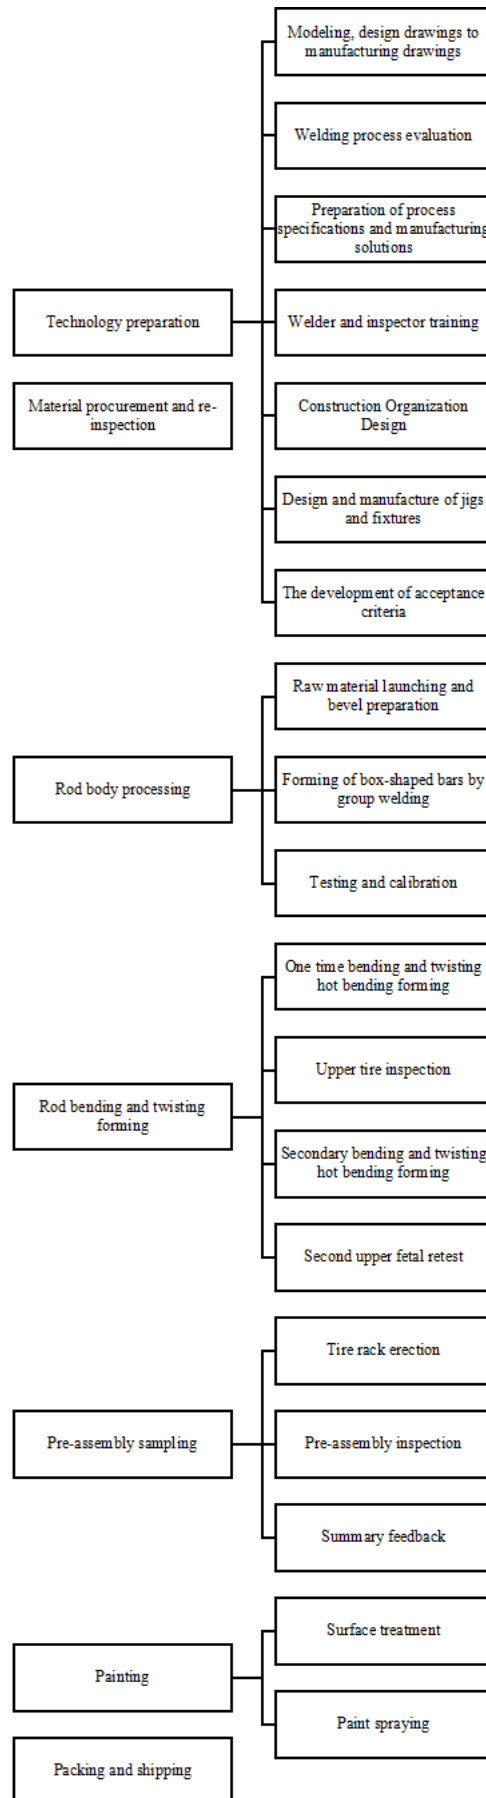 Modeling, design drawings to
manufacturing drawings
Welding process evaluation
Preparation of process
specifications and manufacturing
solutions
Technology preparation
Welder and inspector training
Material procurement and re-
inspection
Construction Organization
Design
Design and manufacture of jigs
and fixtures
The development of acceptance
criteria
Raw material launching and
bevel preparation
Rod body processing
Forming of box-shaped bars by
group welding
Testing and calibration
One time bending and twisting
hot bending forming
Upper tire inspection
Rod bending and twisting
forming
Secondary bending and twisting
hot bending forming
Second upper fetal retest
Tire rack erection
Pre-assembly sampling
Pre-assembly inspection
Summary feedback
Surface treatment
Painting
Paint spraying
Packing and shipping